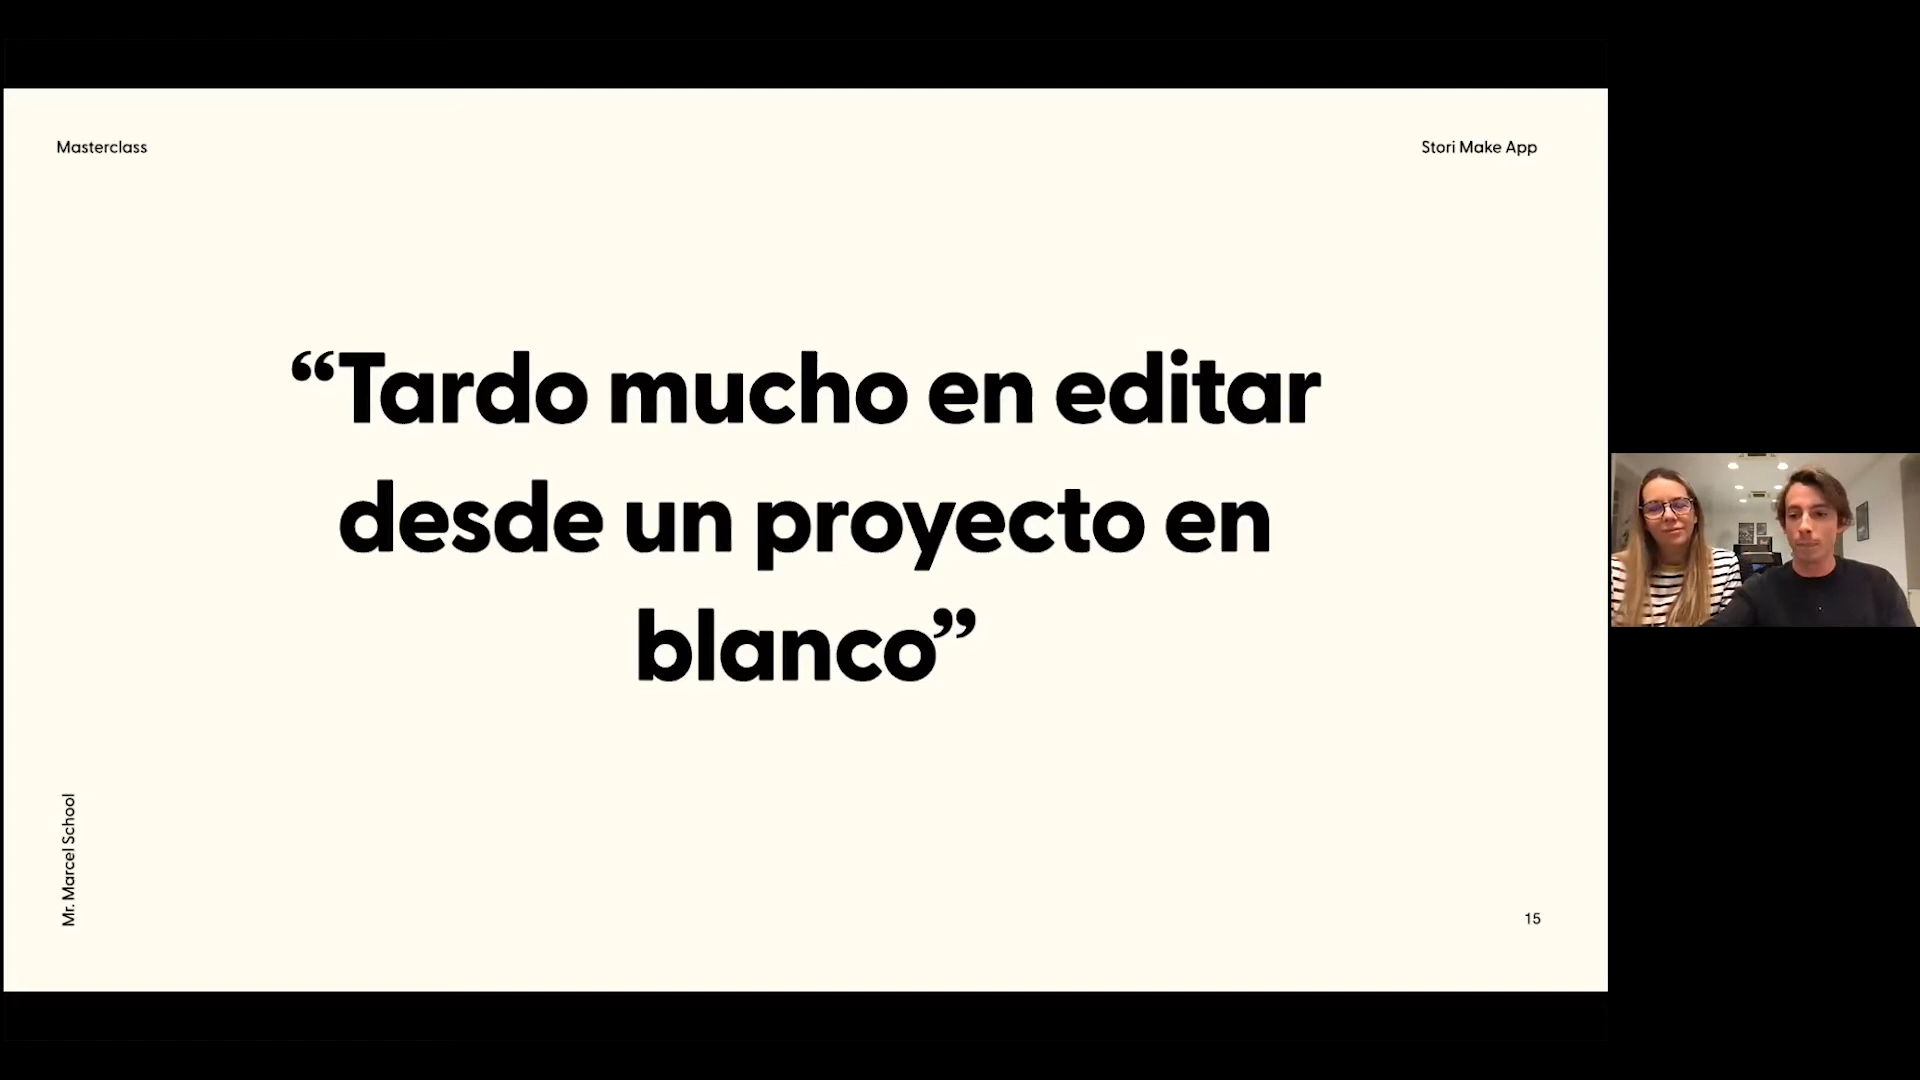 Masterclass
Stori Make App
“Tardo mucho en editar
desde un proyecto en
blanco”
Mr. Marcel School
15